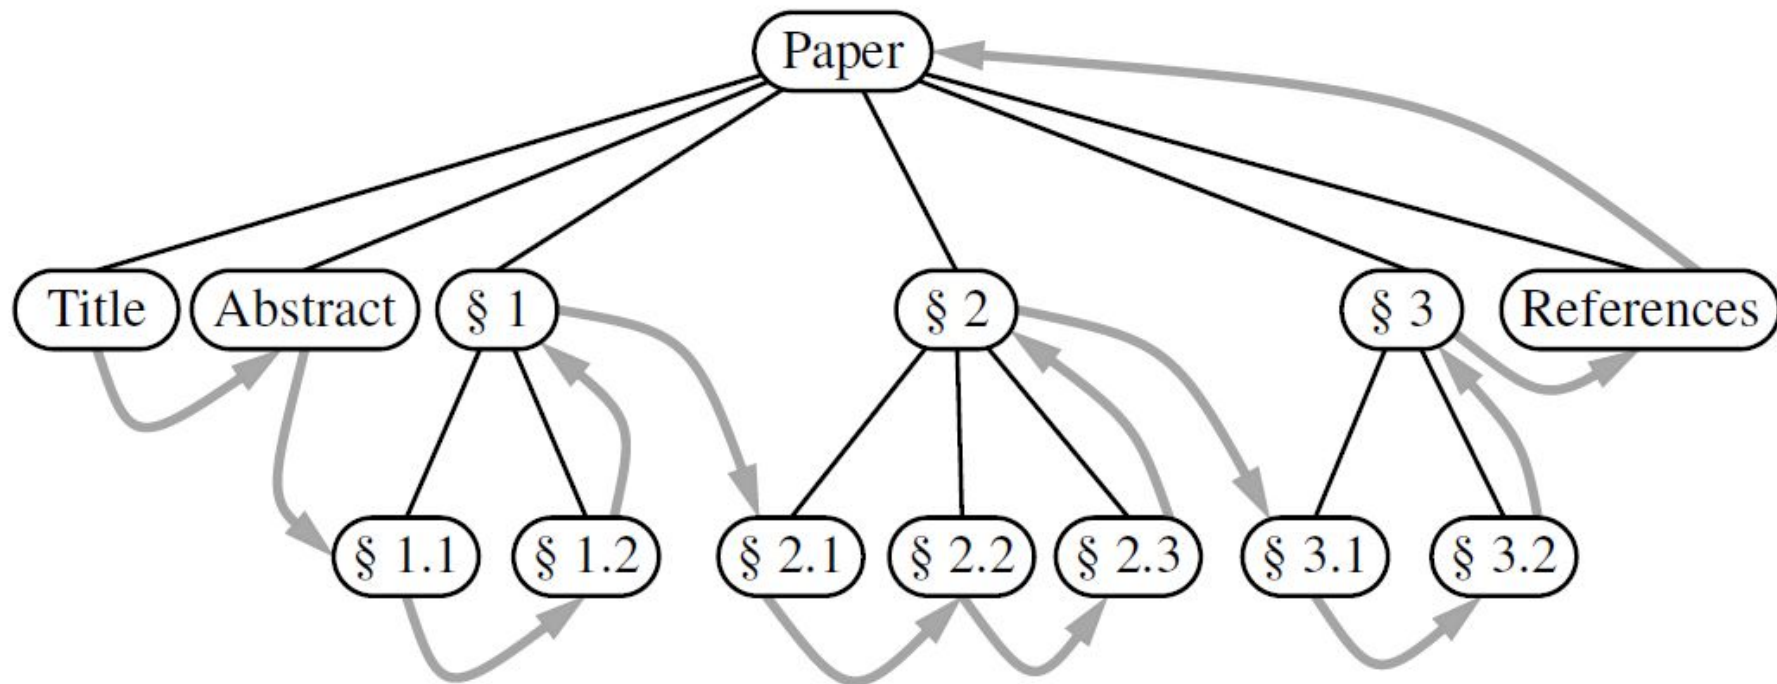 Paper
Title Abstract § 1 § 2 § 3 References
§ 1.1 § 1.2 § 2.1 § 2.2 § 2.3 § 3.1 § 3.2